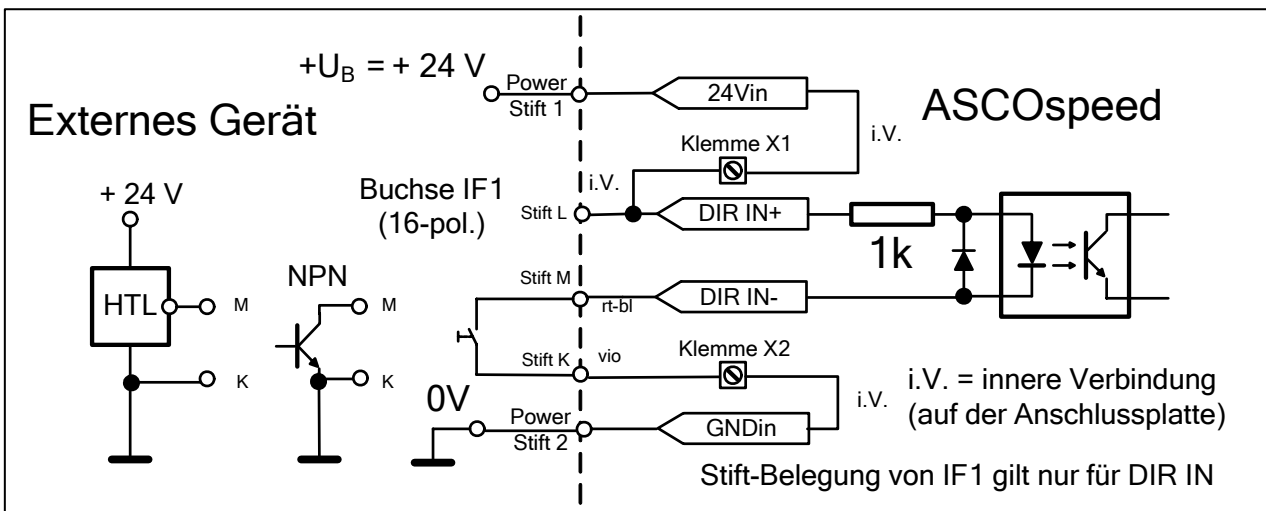 +U_B = + 24 V
Power
Stift 1
24Vin
Externes Gerät
ASCOspeed
Klemme X1
i.V.
+ 24 V
Buchse IF1
(16-pol.)
i.V.
Stift L
DIR IN+
1k
NPN
HTL
M
M
Stift M
rt-bl
DIR IN-
K
K
Stift K
vio
Klemme X2
i.V.
i.V. = innere Verbindung
(auf der Anschlussplatte)
0V
Power
Stift 2
GNDin
Stift-Belegung von IF1 gilt nur für DIR IN